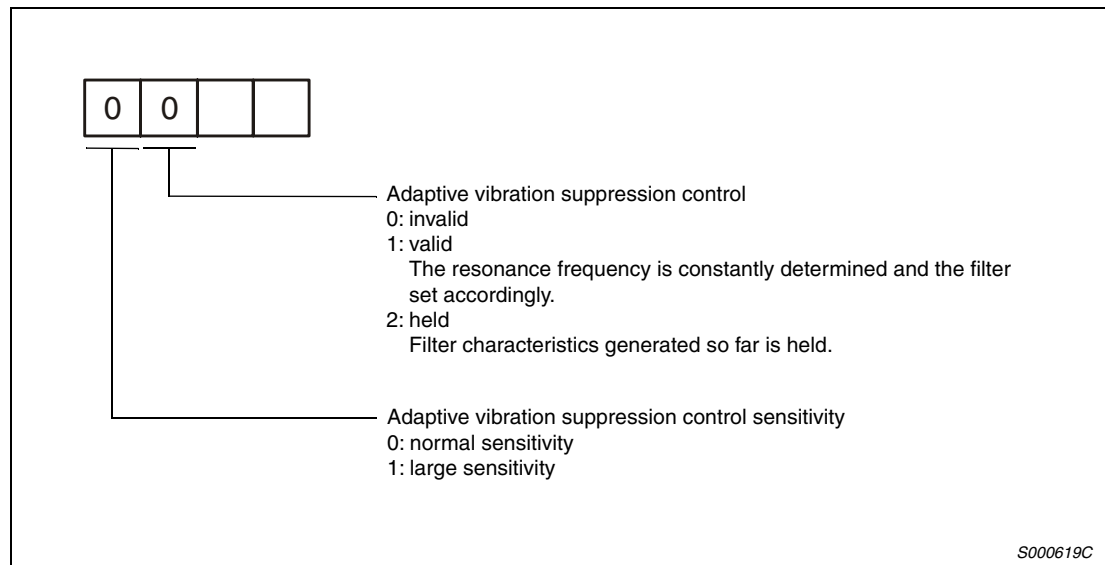 0 0
Adaptive vibration suppression control
0: invalid
1: valid
The resonance frequency is constantly determined and the filter
set accordingly.
2: held
Filter characteristics generated so far is held.
Adaptive vibration suppression control sensitivity
0: normal sensitivity
1: large sensitivity
S000619C